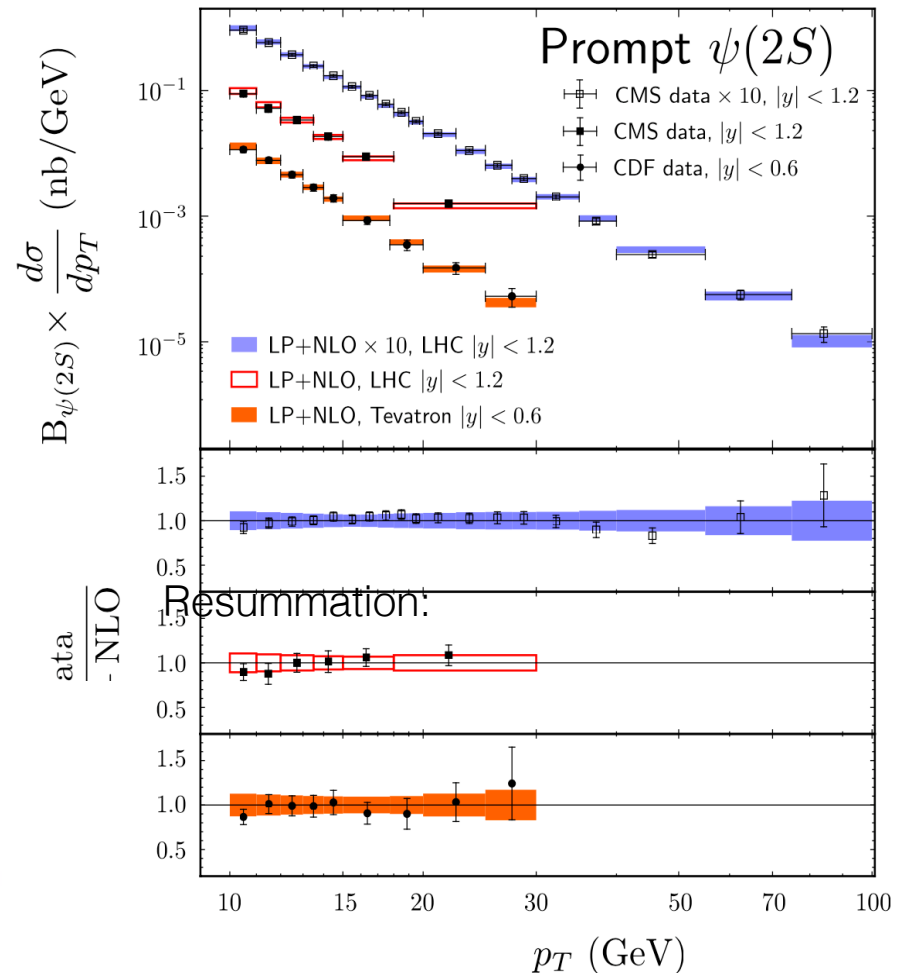 Prompt ψ(2S)
CMS data × 10, |y| < 1.2
CMS data, |y| < 1.2
CDF data, |y| < 0.6
B_ψ(2S) × dσ/dp_T (nb/GeV)
10⁻¹
10⁻³
10⁻⁵
LP+NLO × 10, LHC |y| < 1.2
LP+NLO, LHC |y| < 1.2
LP+NLO, Tevatron |y| < 0.6
1.5
1.0
0.5
Resummation:
ata
NLO
1.5
1.0
0.5
1.5
1.0
0.5
10 15 20 30 50 70 100
p_T (GeV)